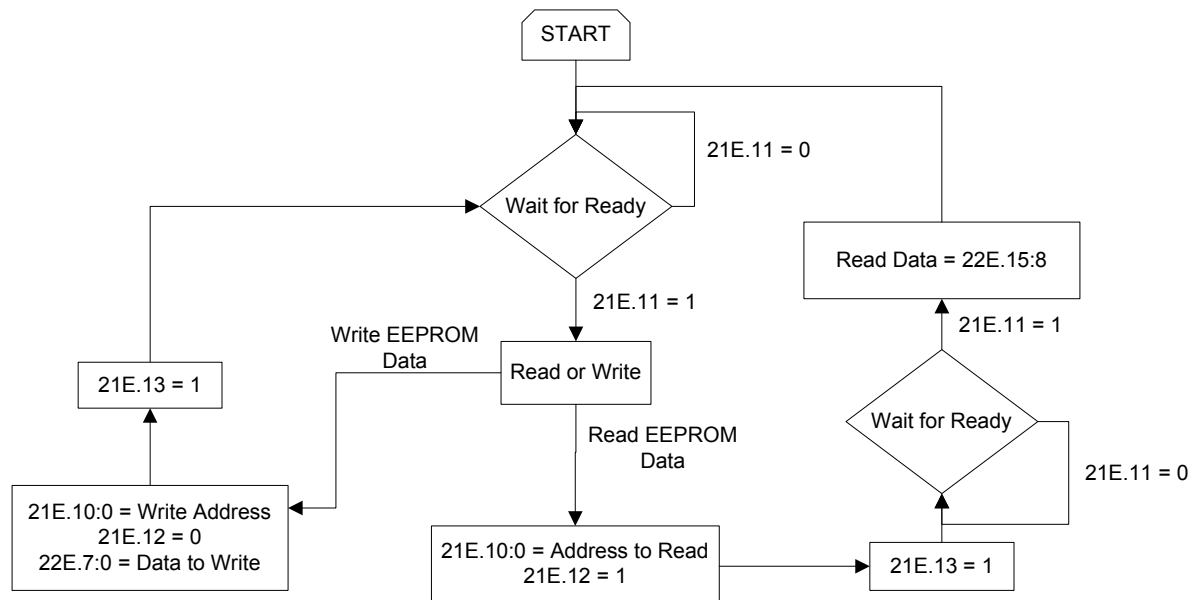 START
21E.11 = 0
Wait for Ready
Read Data = 22E.15:8
21E.11 = 1
21E.11 = 1
Write EEPROM
Data
Read or Write
21E.13 = 1
Wait for Ready
Read EEPROM
Data
21E.11 = 0
21E.10:0 = Write Address
21E.12 = 0
22E.7:0 = Data to Write
21E.10:0 = Address to Read
21E.12 = 1
21E.13 = 1